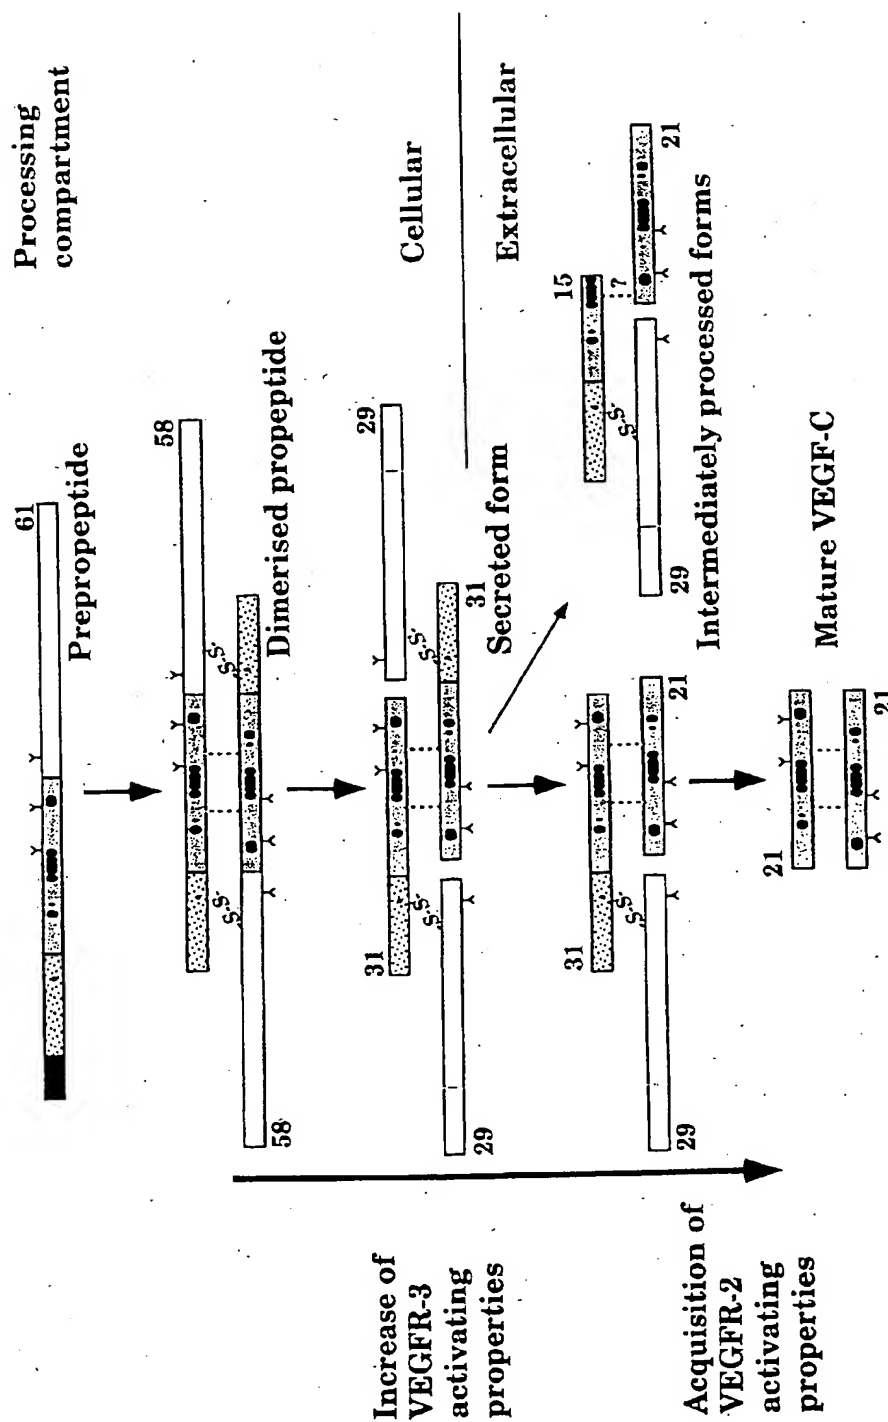 Processing
compartment
61
Prepropeptide
58
S-S
S-S
58
Dimerised propeptide
Cellular
Extracellular
Increase of
VEGFR-3
activating
properties
31
29
S-S
S-S
29
31
Secreted form
15
S-S
?
21
29
Intermediately processed forms
31
S-S
29
21
Acquisition of
VEGFR-2
activating
properties
21
21
Mature VEGF-C